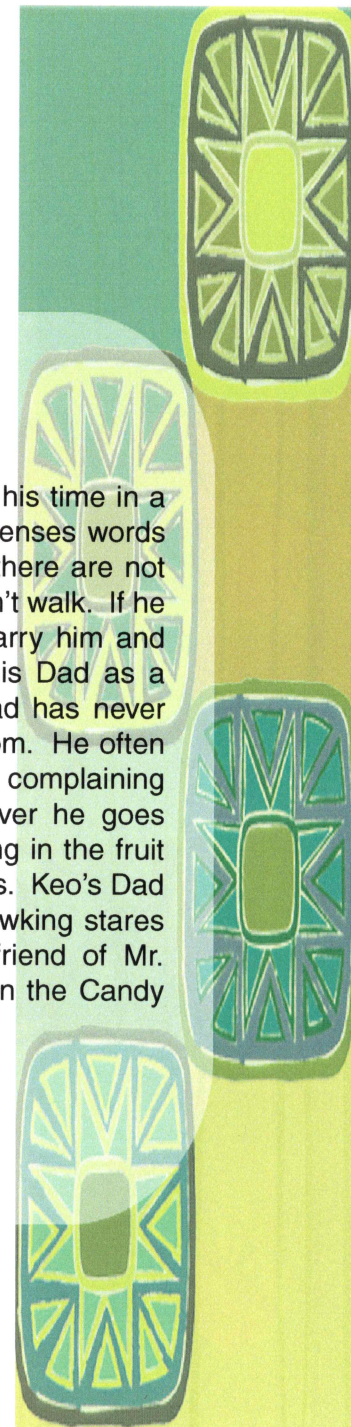 his time in a
enses words
there are not
n't walk. If he
arry him and
is Dad as a
ad has never
om. He often
complaining
ver he goes
ng in the fruit
s. Keo's Dad
wking stares
friend of Mr.
n the Candy